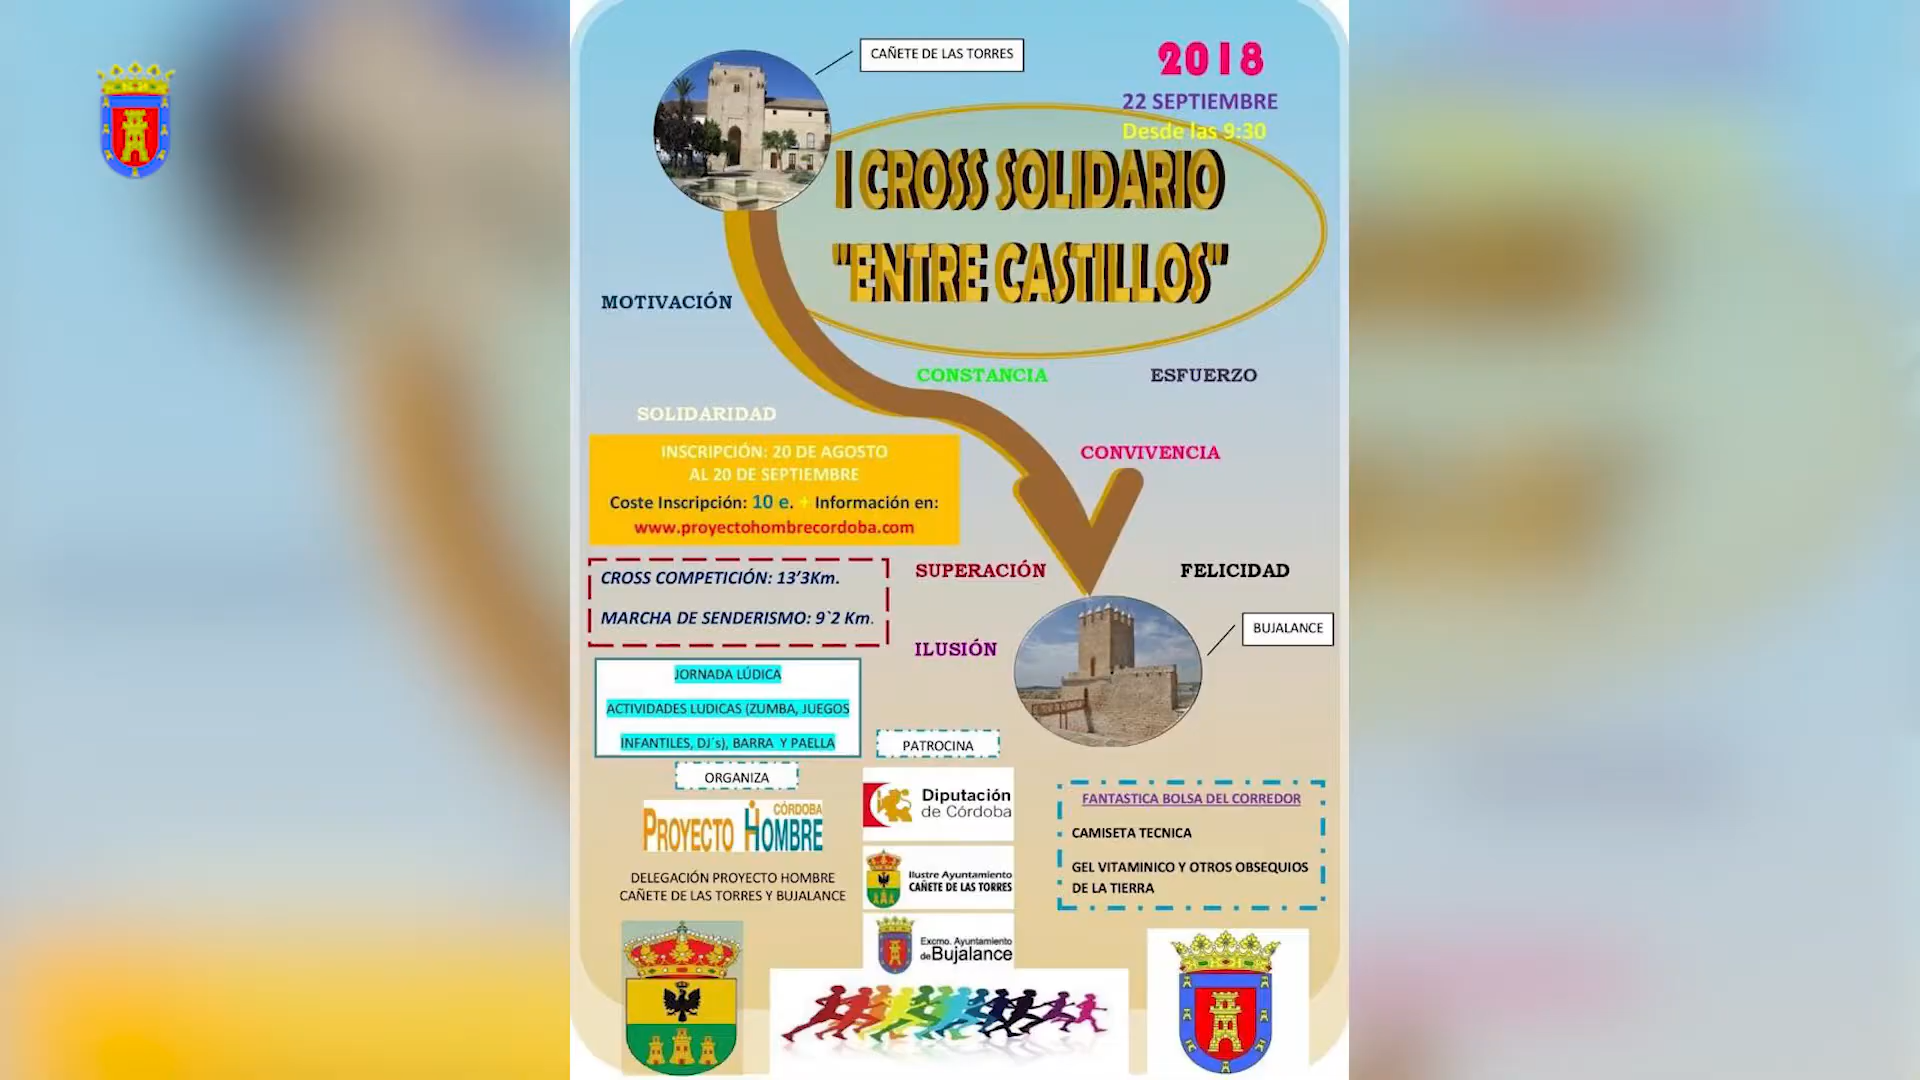 CAÑETE DE LAS TORRES
2018
22 SEPTIEMBRE
Desde las 9:30
I CROSS SOLIDARIO
"ENTRE CASTILLOS"
MOTIVACIÓN
CONSTANCIA
ESFUERZO
SOLIDARIDAD
INSCRIPCIÓN: 20 DE AGOSTO
AL 20 DE SEPTIEMBRE
Coste Inscripción: 10 e. + Información en:
www.proyectohombrecordoba.com
CONVIVENCIA
CROSS COMPETICIÓN: 13’3Km.
MARCHA DE SENDERISMO: 9`2 Km.
SUPERACIÓN
FELICIDAD
BUJALANCE
ILUSIÓN
JORNADA LÚDICA
ACTIVIDADES LUDICAS (ZUMBA, JUEGOS
INFANTILES, DJ´s), BARRA Y PAELLA
ORGANIZA
CÓRDOBA
PROYECTO HOMBRE
DELEGACIÓN PROYECTO HOMBRE
CAÑETE DE LAS TORRES Y BUJALANCE
PATROCINA
Diputación
de Córdoba
Ilustre Ayuntamiento
CAÑETE DE LAS TORRES
Excmo. Ayuntamiento
de Bujalance
FANTASTICA BOLSA DEL CORREDOR
CAMISETA TECNICA
GEL VITAMINICO Y OTROS OBSEQUIOS
DE LA TIERRA